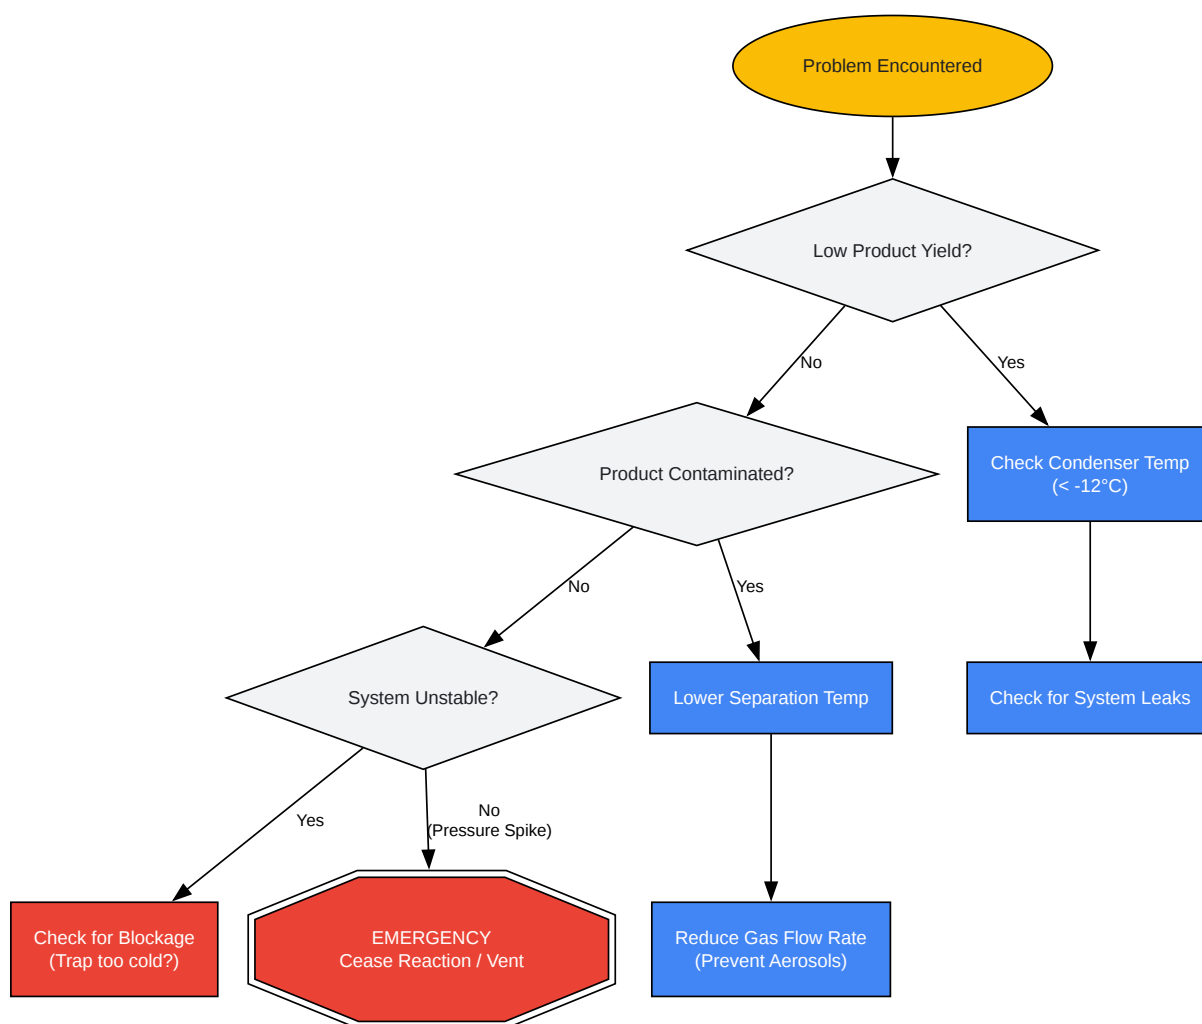 Problem Encountered
Low Product Yield?
No
Yes
Product Contaminated?
Check Condenser Temp
(< -12°C)
No
Yes
System Unstable?
Lower Separation Temp
Check for System Leaks
Yes
No
(Pressure Spike)
Check for Blockage
(Trap too cold?)
EMERGENCY
Cease Reaction / Vent
Reduce Gas Flow Rate
(Prevent Aerosols)